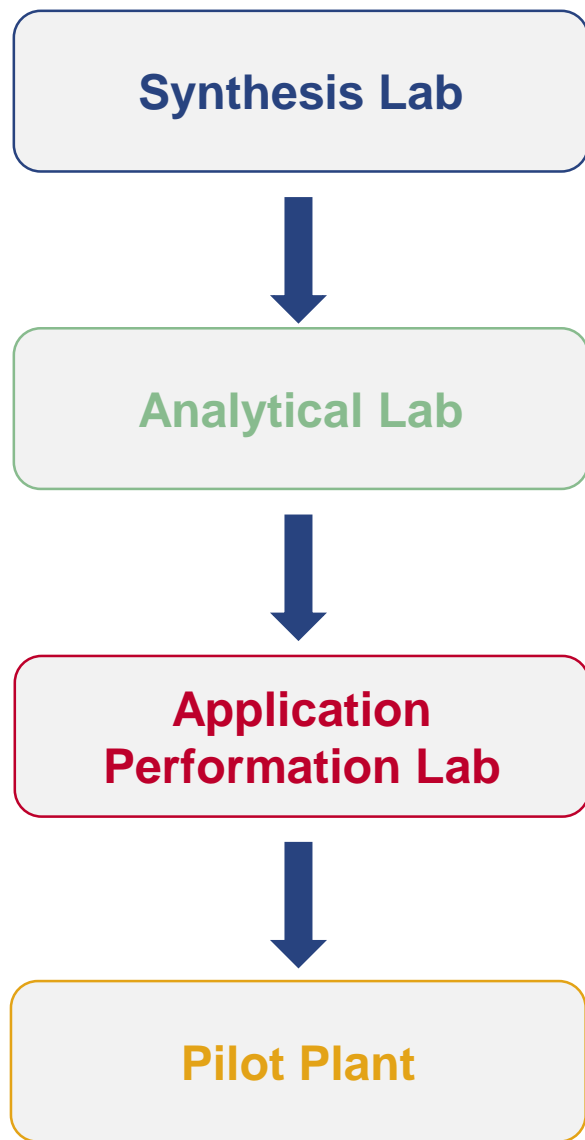 Synthesis Lab
Analytical Lab
Application
Performation Lab
Pilot Plant